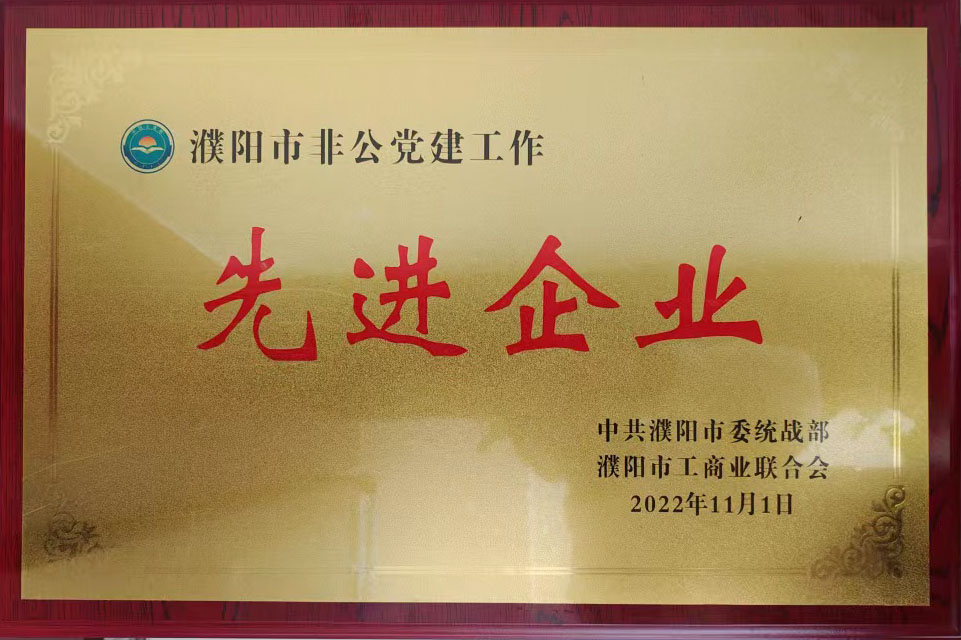 濮阳市非公党建工作
先进企业
中共濮阳市委统战部
濮阳市工商业联合会
2022年11月1日